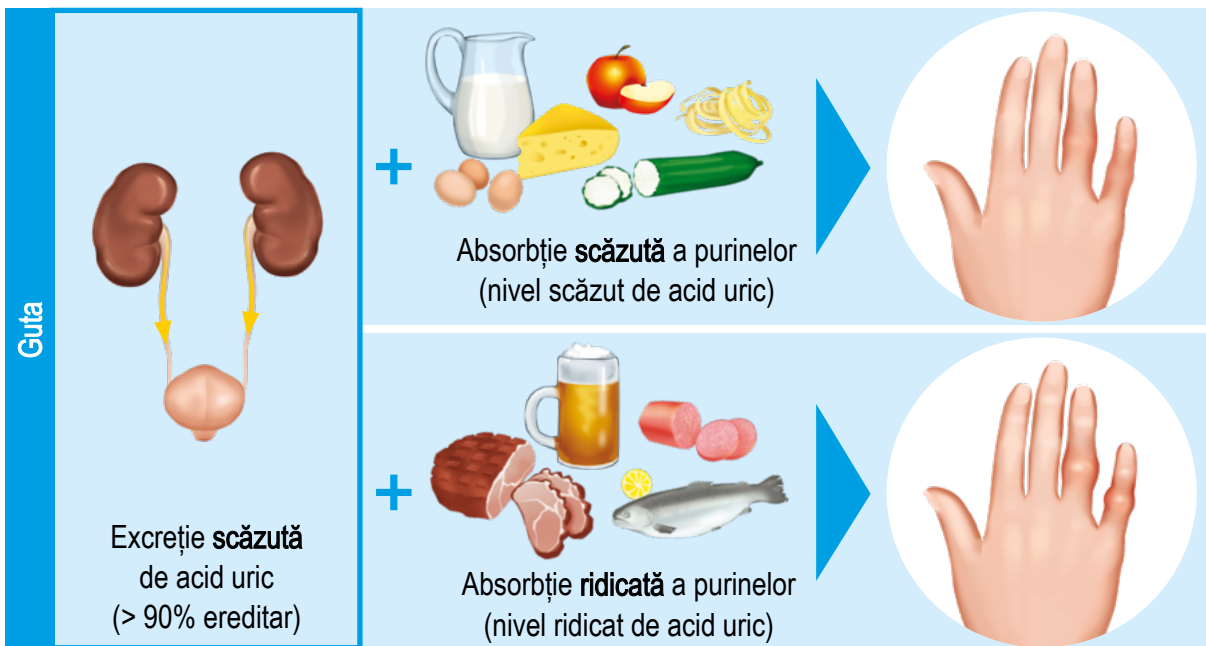 Guta
Excreție scăzută
de acid uric
(> 90% ereditar)
+
Absorbție scăzută a purinelor
(nivel scăzut de acid uric)
+
Absorbție ridicată a purinelor
(nivel ridicat de acid uric)